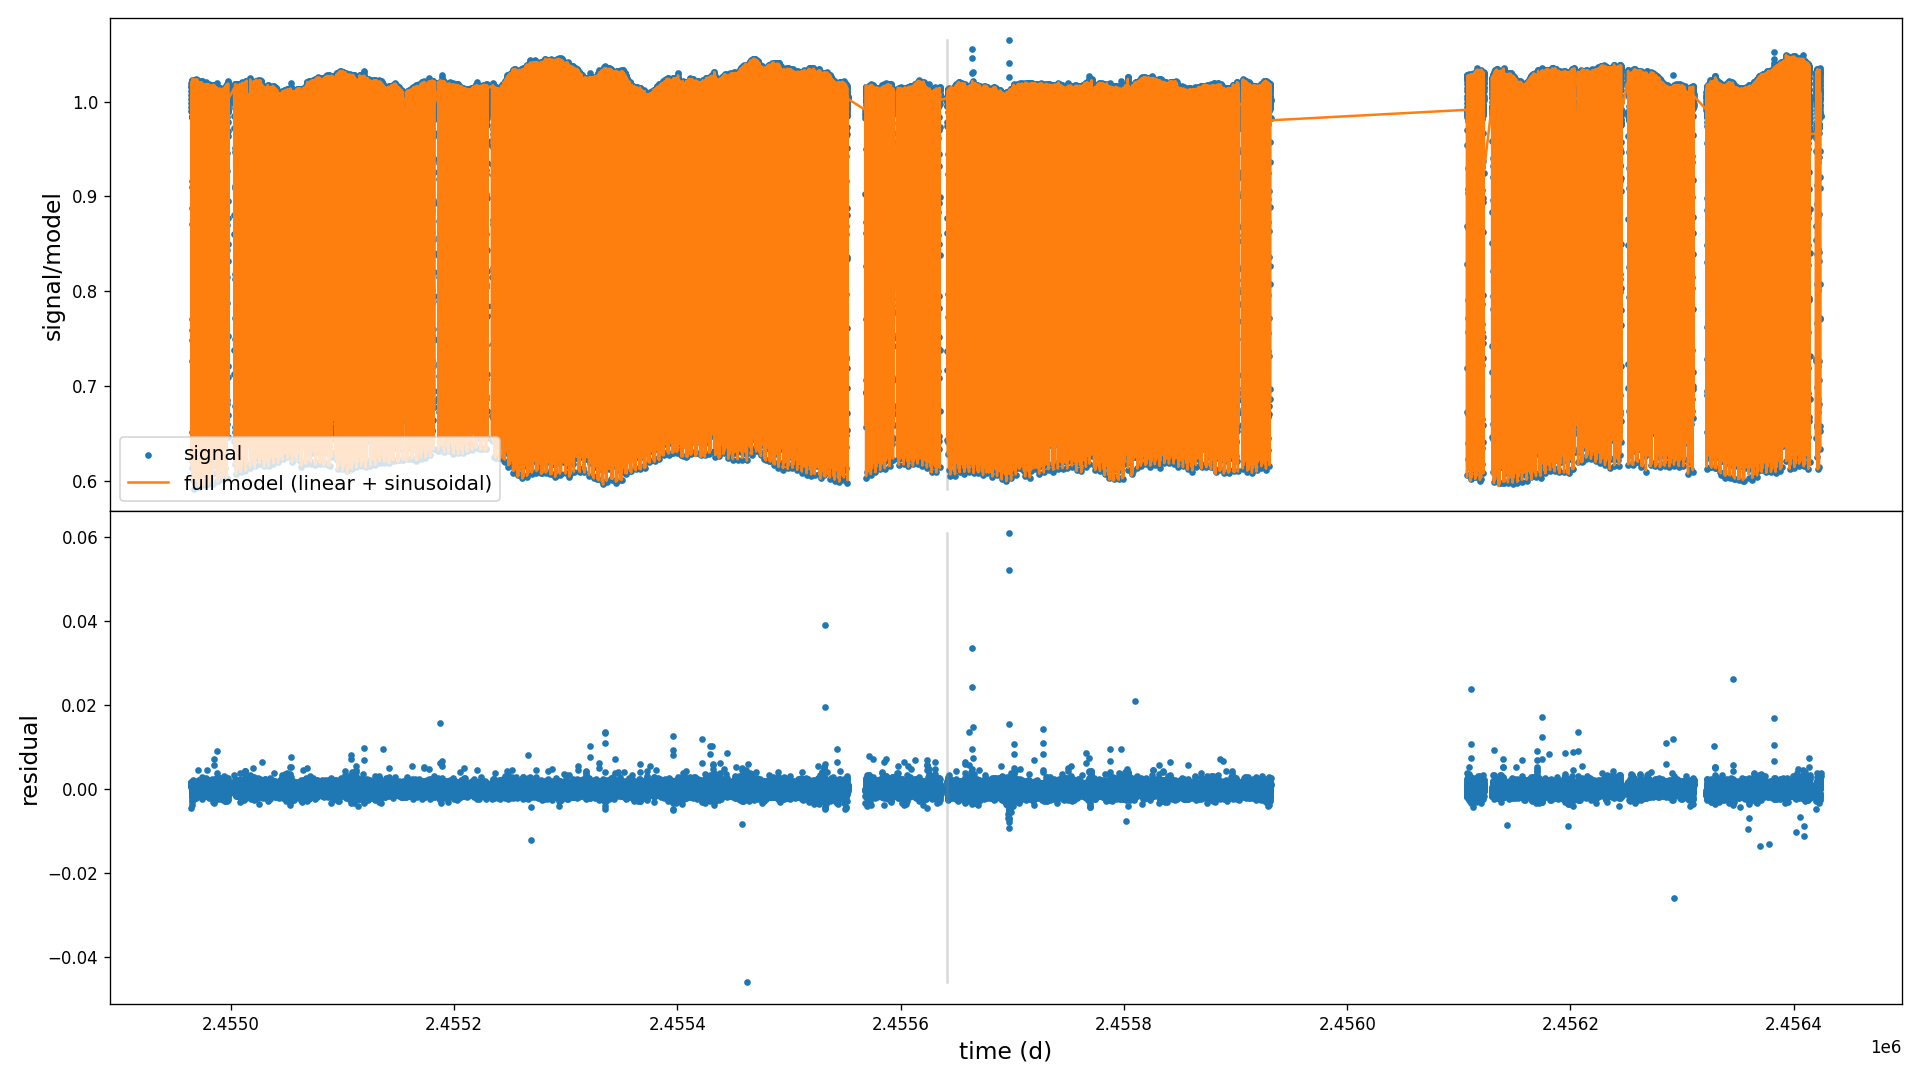 signal/model
1.0
0.9
0.8
0.7
0.6
signal
full model (linear + sinusoidal)
residual
0.06
0.04
0.02
0.00
−0.02
−0.04
2.4550 2.4552 2.4554 2.4556 2.4558 2.4560 2.4562 2.4564
1e6
time (d)